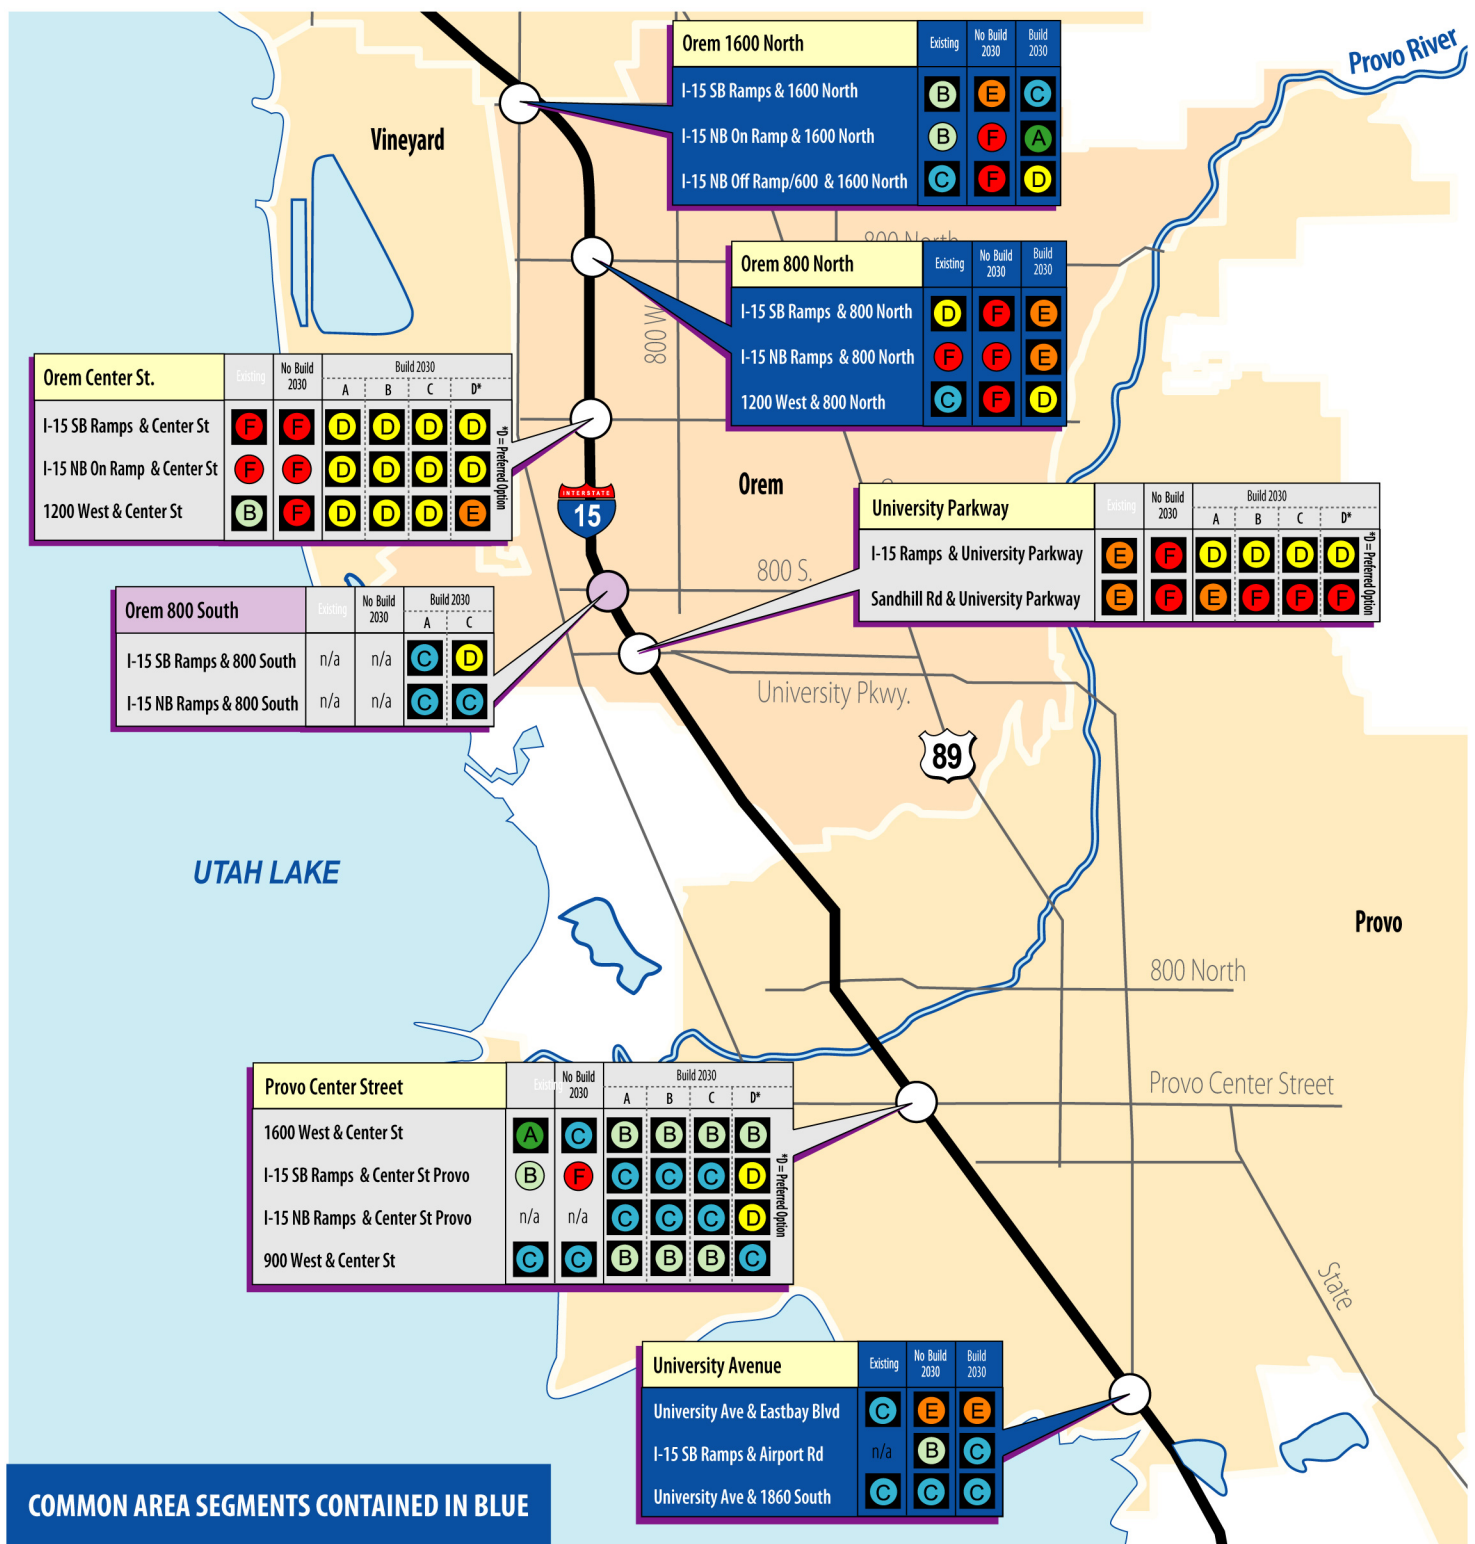 Provo River
Orem 1600 North Existing No Build 2030 Build 2030
I-15 SB Ramps & 1600 North B E C
I-15 NB On Ramp & 1600 North B F A
I-15 NB Off Ramp/600 & 1600 North C F D
Vineyard
800 North
Orem 800 North Existing No Build 2030 Build 2030
I-15 SB Ramps & 800 North D F E
I-15 NB Ramps & 800 North F F E
1200 West & 800 North C F D
800 W
Orem Center St. Existing No Build 2030 Build 2030 A B C D*
I-15 SB Ramps & Center St F F D D D D
I-15 NB On Ramp & Center St F F D D D D
1200 West & Center St B F D D D E
*D = Preferred Option
Orem
INTERSTATE
15
University Parkway Existing No Build 2030 Build 2030 A B C D*
I-15 Ramps & University Parkway E F D D D D
Sandhill Rd & University Parkway E F E F F F
*D = Preferred Option
800 S.
Orem 800 South Existing No Build 2030 Build 2030 A C
I-15 SB Ramps & 800 South n/a n/a C D
I-15 NB Ramps & 800 South n/a n/a C C
University Pkwy.
89
UTAH LAKE
Provo
800 North
Provo Center Street
Provo Center Street Existing No Build 2030 Build 2030 A B C D*
1600 West & Center St A C B B B B
I-15 SB Ramps & Center St Provo B F C C C D
I-15 NB Ramps & Center St Provo n/a n/a C C C D
900 West & Center St C C B B B C
*D = Preferred Option
State
University Avenue Existing No Build 2030 Build 2030
University Ave & Eastbay Blvd C E E
I-15 SB Ramps & Airport Rd n/a B C
University Ave & 1860 South C C C
COMMON AREA SEGMENTS CONTAINED IN BLUE